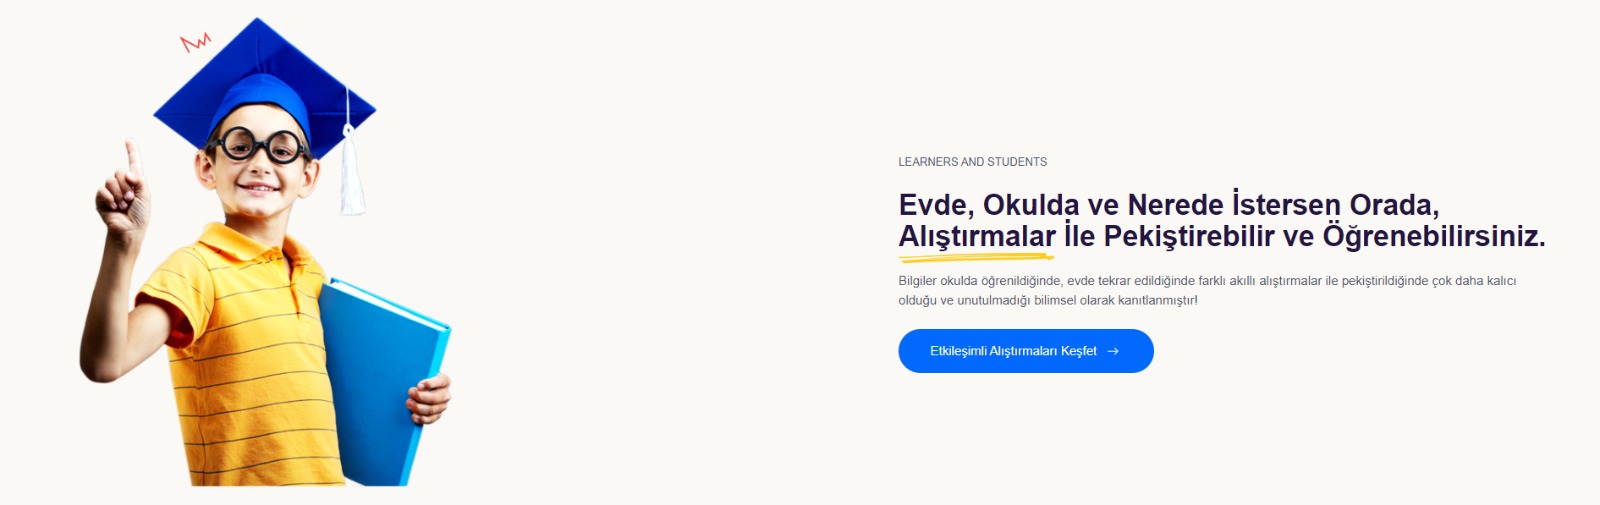 LEARNERS AND STUDENTS
Evde, Okulda ve Nerede İstersen Orada,
Alıştırmalar İle Pekiştirebilir ve Öğrenebilirsiniz.
Bilgiler okulda öğrenildiğinde, evde tekrar edildiğinde farklı akıllı alıştırmalar ile pekiştirildiğinde çok daha kalıcı
olduğu ve unutulmadığı bilimsel olarak kanıtlanmıştır!
Etkileşimli Alıştırmaları Keşfet →